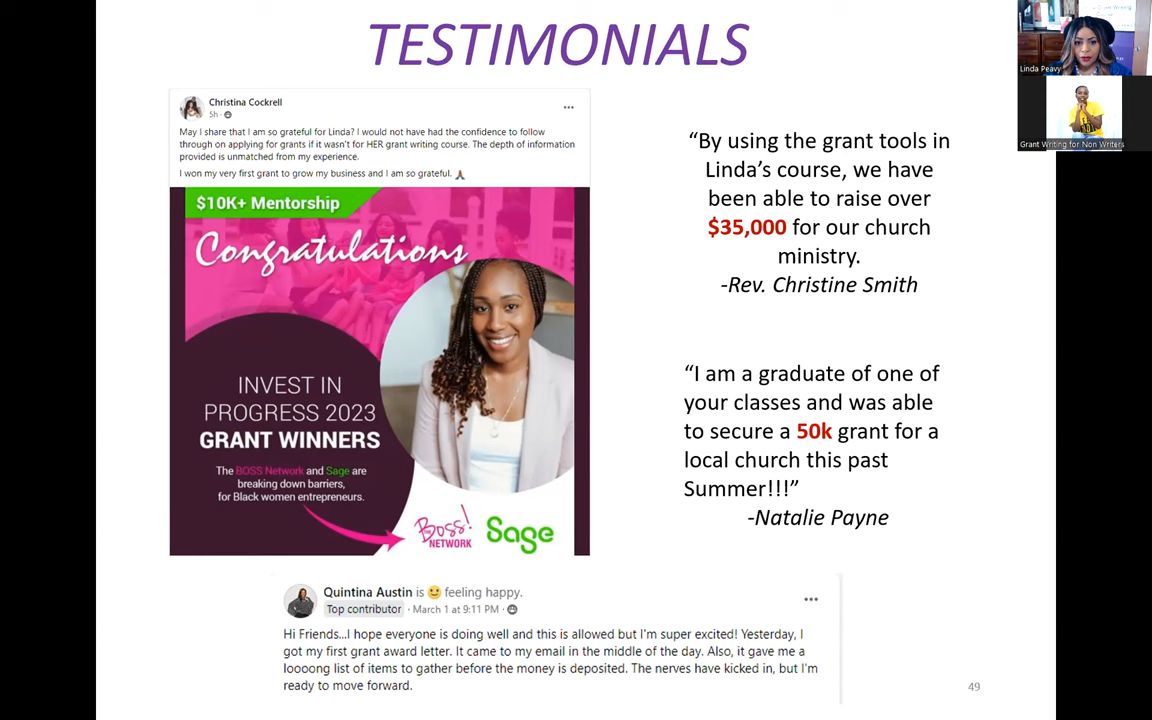 TESTIMONIALS
Christina Cockrell
5h
May I share that I am so grateful for Linda? I would not have had the confidence to follow
through on applying for grants if it wasn't for HER grant writing course. The depth of information
provided is unmatched from my experience.
I won my very first grant to grow my business and I am so grateful.
$10K+ Mentorship
Congratulations
INVEST IN
PROGRESS 2023
GRANT WINNERS
The BOSS Network and Sage are
breaking down barriers,
for Black women entrepreneurs.
THE BOSS!
NETWORK
Sage
"By using the grant tools in
Linda's course, we have
been able to raise over
$35,000 for our church
ministry.
-Rev. Christine Smith
"I am a graduate of one of
your classes and was able
to secure a 50k grant for a
local church this past
Summer!!!"
-Natalie Payne
Quintina Austin is feeling happy.
Top contributor · March 1 at 9:11 PM ·
Hi Friends...I hope everyone is doing well and this is allowed but I'm super excited! Yesterday, I
got my first grant award letter. It came to my email in the middle of the day. Also, it gave me a
loooong list of items to gather before the money is deposited. The nerves have kicked in, but I'm
ready to move forward.
49
Linda Peavy
Grant Writing for Non Writers